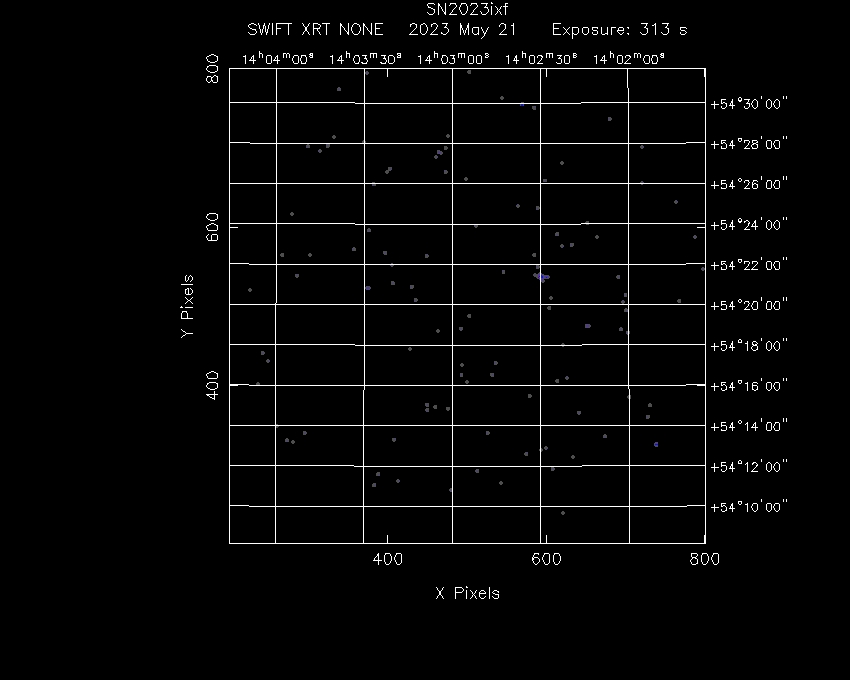 SN2023ixf
SWIFT XRT NONE 2023 May 21 Exposure: 313 s
14ʰ04ᵐ00ˢ 14ʰ03ᵐ30ˢ 14ʰ03ᵐ00ˢ 14ʰ02ᵐ30ˢ 14ʰ02ᵐ00ˢ
800
+54°30'00"
+54°28'00"
+54°26'00"
+54°24'00"
600
+54°22'00"
Y Pixels
+54°20'00"
+54°18'00"
400
+54°16'00"
+54°14'00"
+54°12'00"
+54°10'00"
400 600 800
X Pixels